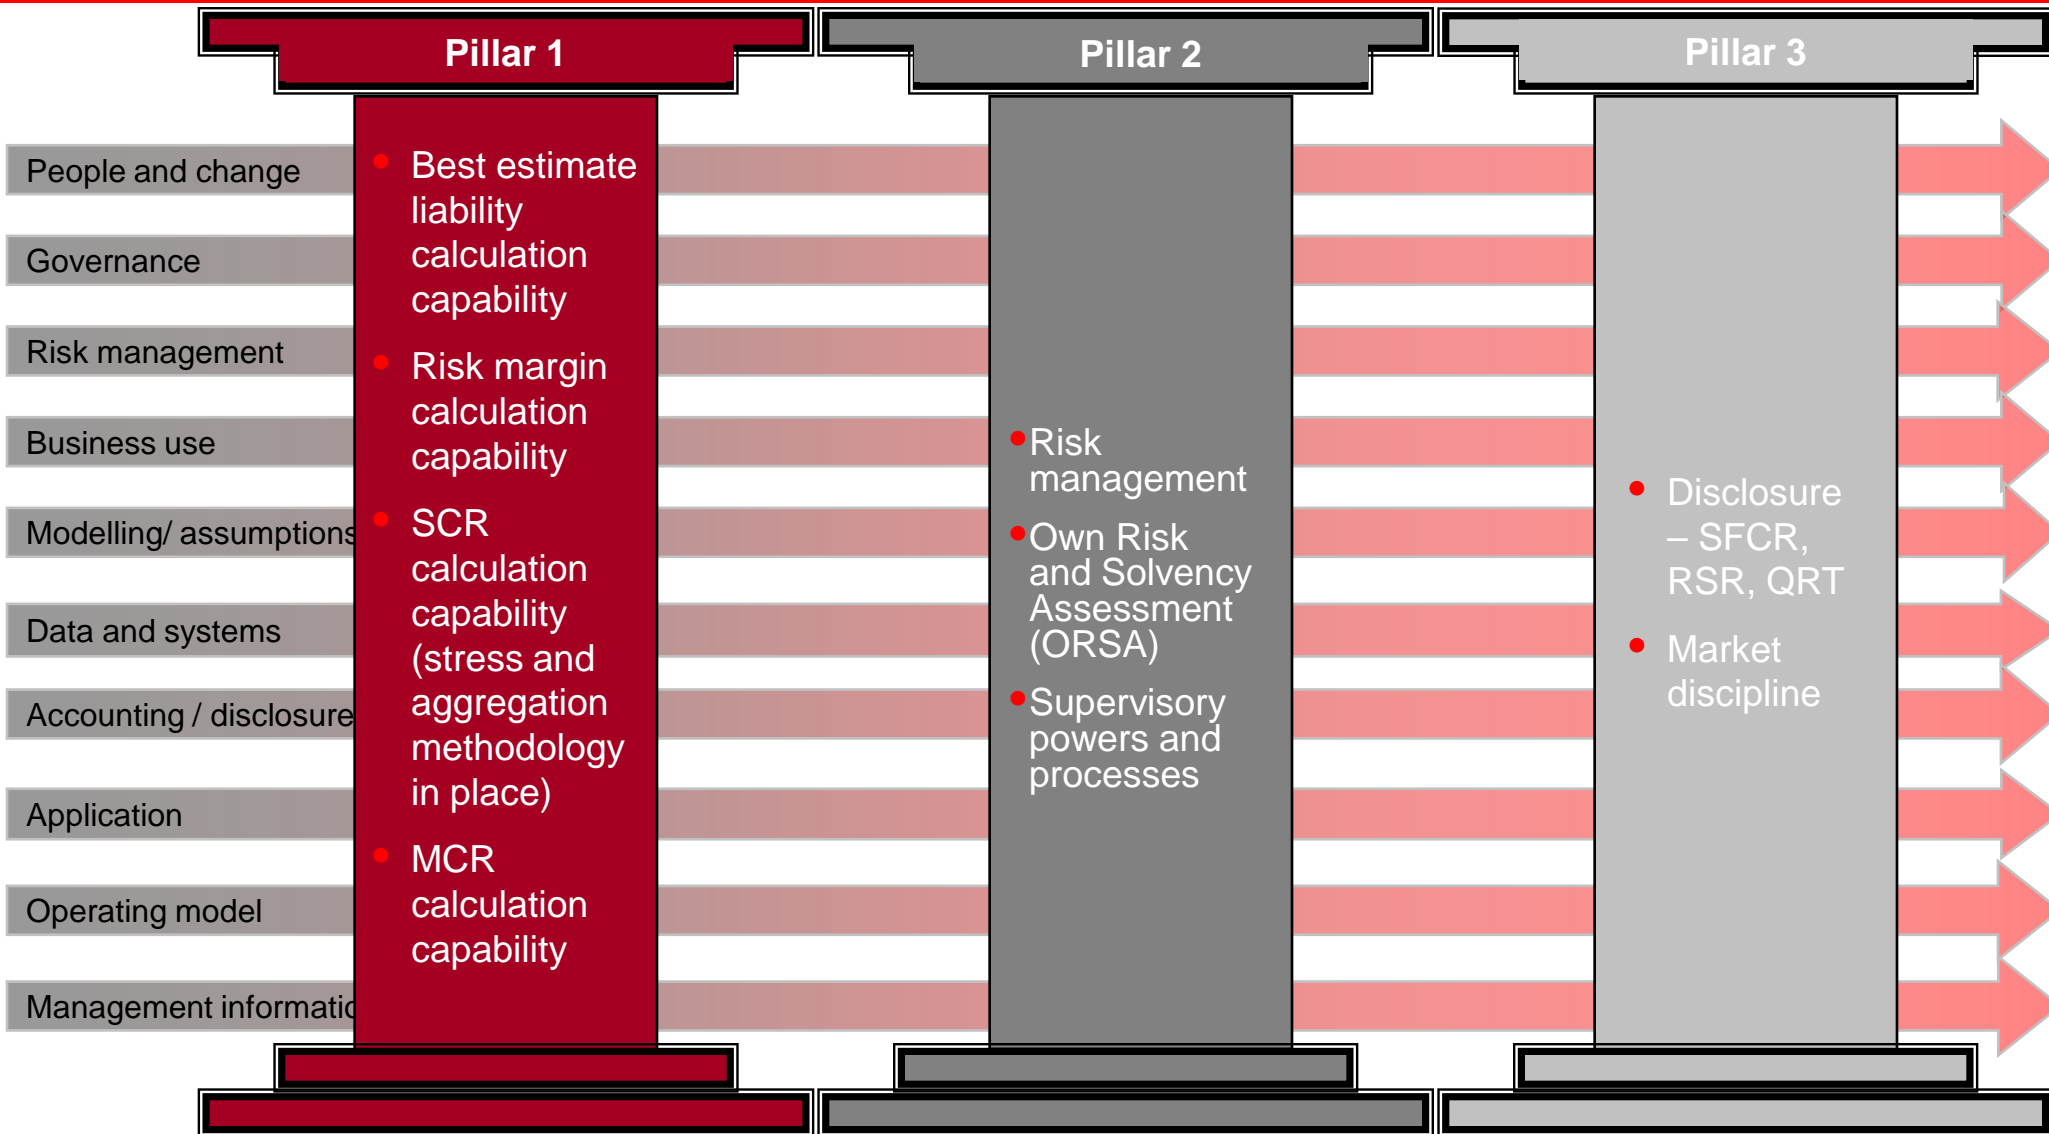 Pillar 1
Pillar 2
Pillar 3
People and change
Governance
Risk management
Business use
Modelling/ assumptions
Data and systems
Accounting / disclosure
Application
Operating model
Management informatio
• Best estimate
liability
calculation
capability
• Risk margin
calculation
capability
• SCR
calculation
capability
(stress and
aggregation
methodology
in place)
• MCR
calculation
capability
• Risk
management
• Own Risk
and Solvency
Assessment
(ORSA)
• Supervisory
powers and
processes
• Disclosure
– SFCR,
RSR, QRT
• Market
discipline